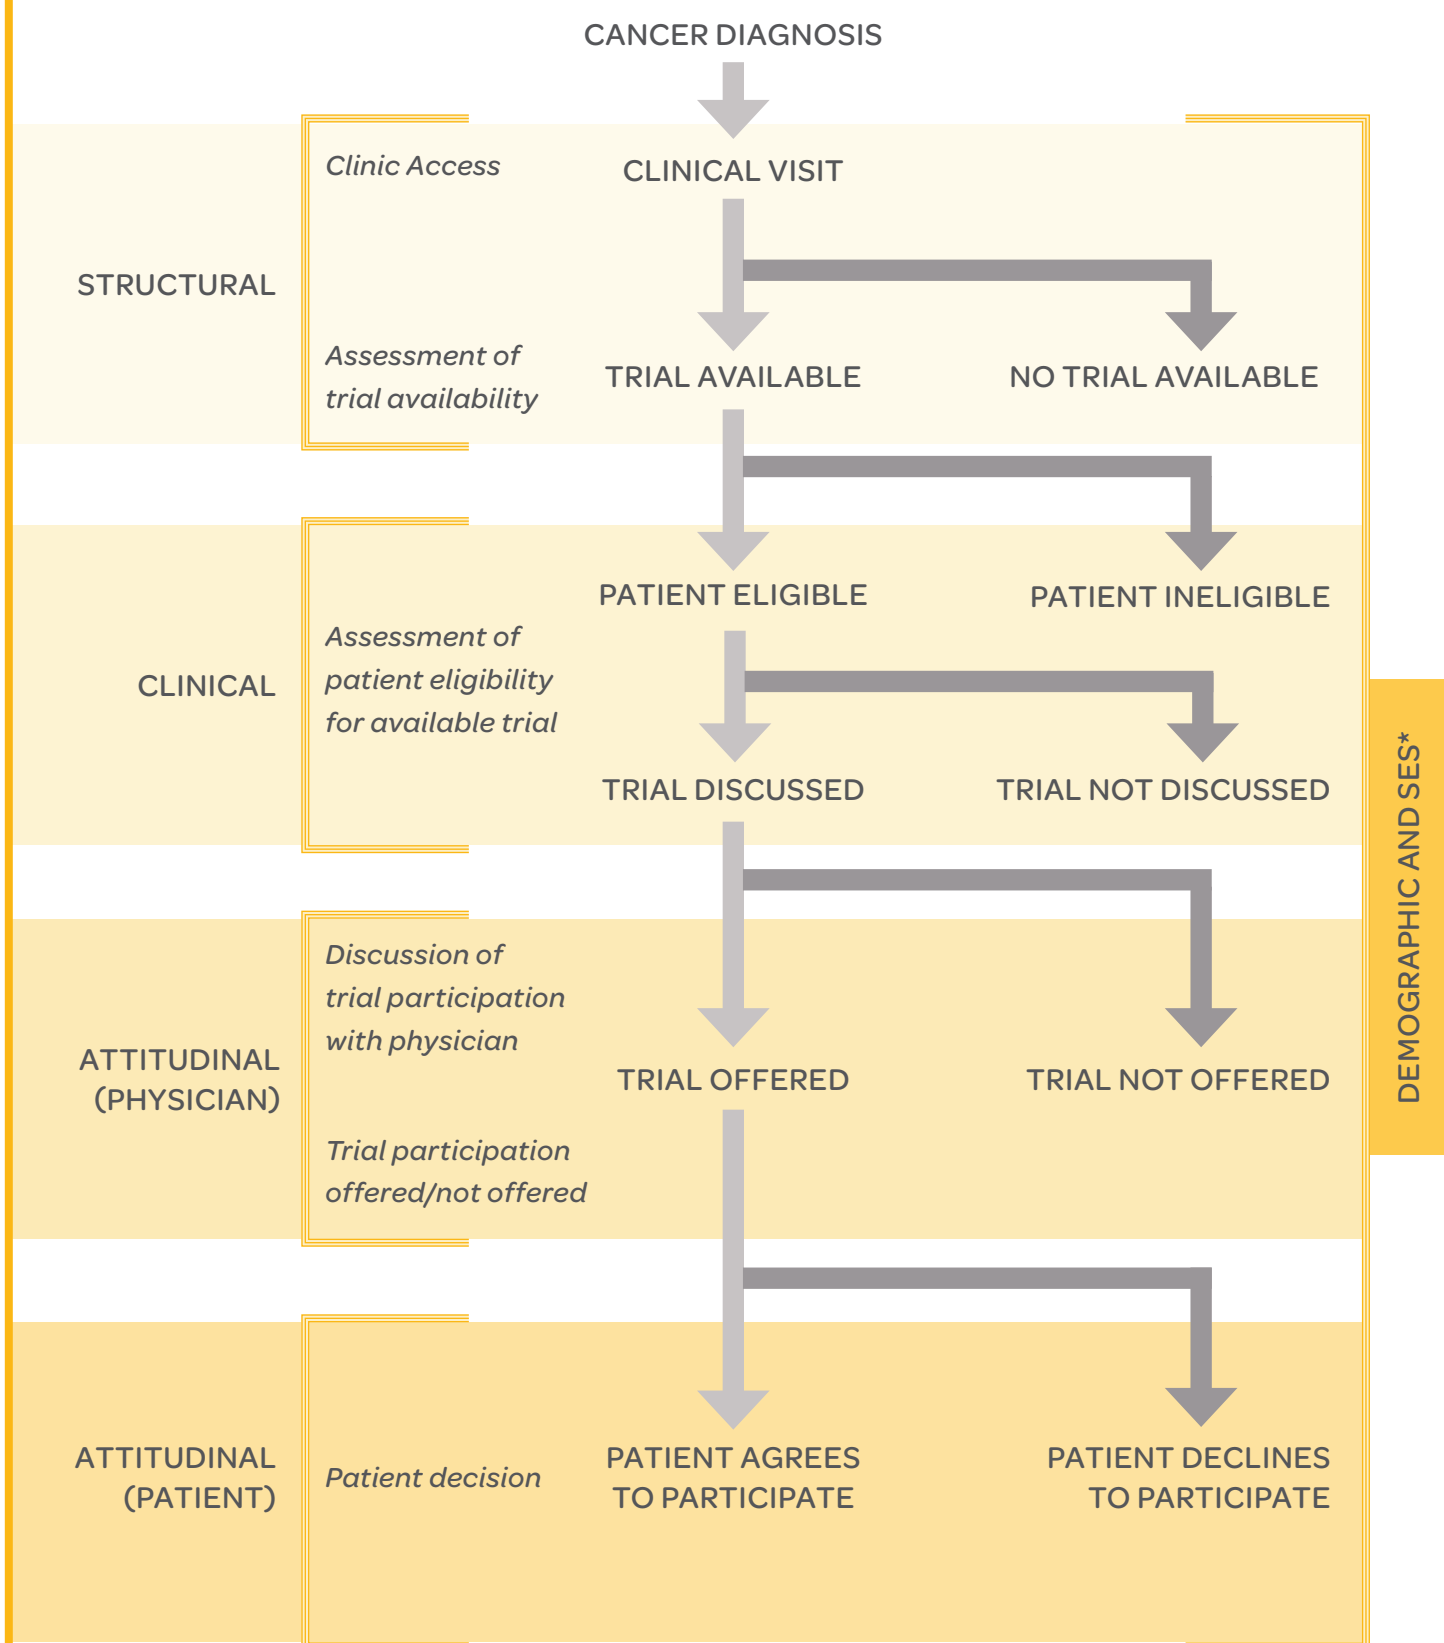 CANCER DIAGNOSIS
STRUCTURAL
Clinic Access
CLINICAL VISIT
Assessment of
trial availability
TRIAL AVAILABLE
NO TRIAL AVAILABLE
CLINICAL
PATIENT ELIGIBLE
PATIENT INELIGIBLE
Assessment of
patient eligibility
for available trial
TRIAL DISCUSSED
TRIAL NOT DISCUSSED
ATTITUDINAL
(PHYSICIAN)
Discussion of
trial participation
with physician
TRIAL OFFERED
TRIAL NOT OFFERED
Trial participation
offered/not offered
ATTITUDINAL
(PATIENT)
Patient decision
PATIENT AGREES
TO PARTICIPATE
PATIENT DECLINES
TO PARTICIPATE
DEMOGRAPHIC AND SES*